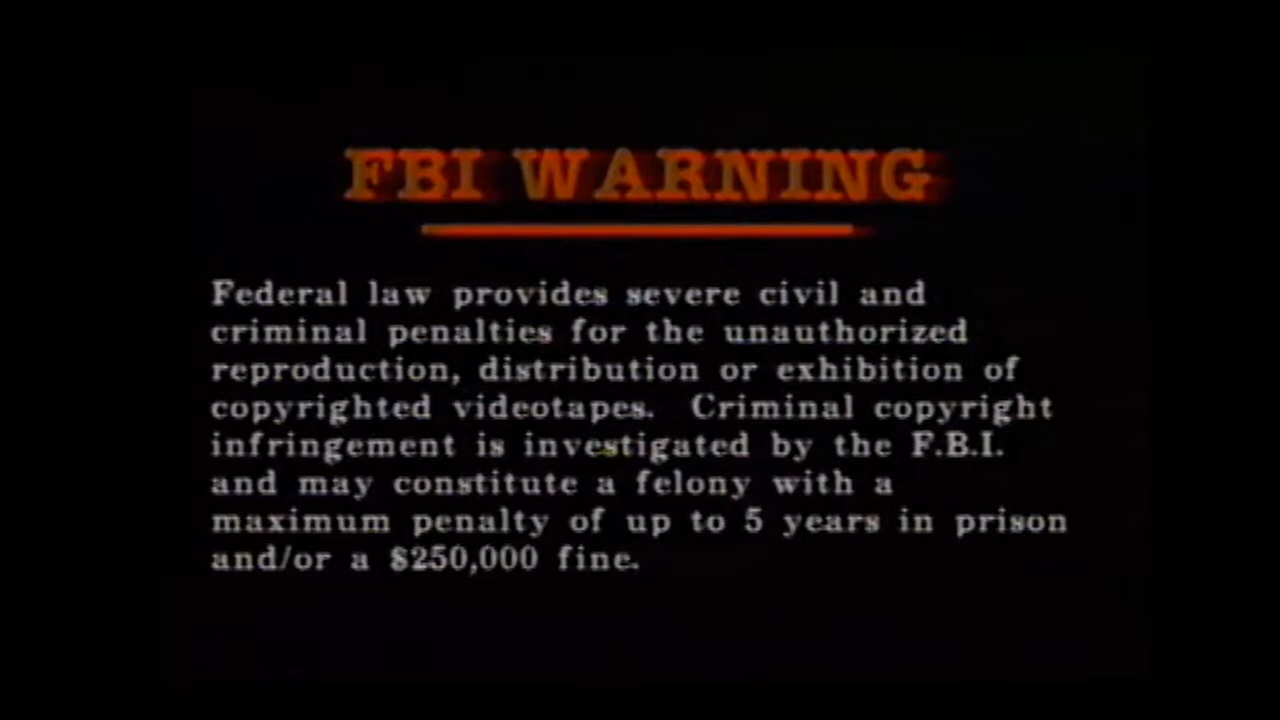 FBI WARNING
Federal law provides severe civil and
criminal penalties for the unauthorized
reproduction, distribution or exhibition of
copyrighted videotapes. Criminal copyright
infringement is investigated by the F.B.I.
and may constitute a felony with a
maximum penalty of up to 5 years in prison
and/or a $250,000 fine.